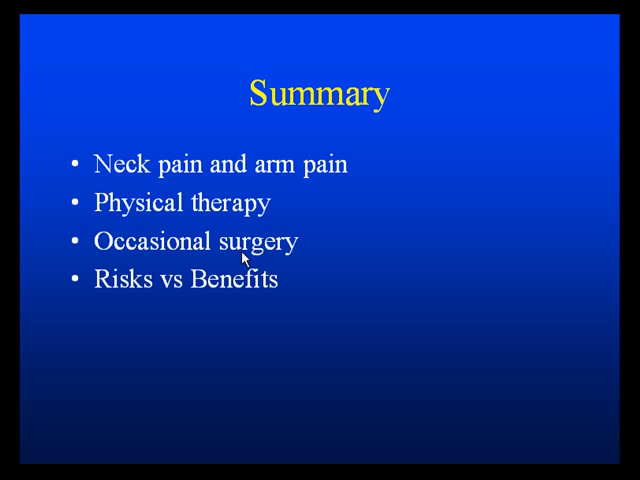 Summary
• Neck pain and arm pain
• Physical therapy
• Occasional surgery
• Risks vs Benefits